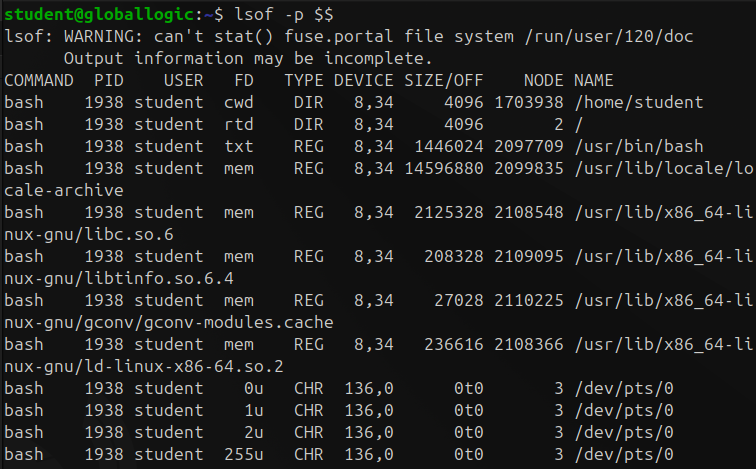 student@globallogic:~$ lsof -p $$
lsof: WARNING: can't stat() fuse.portal file system /run/user/120/doc
      Output information may be incomplete.
COMMAND  PID    USER   FD   TYPE DEVICE SIZE/OFF    NODE NAME
bash    1938 student  cwd    DIR   8,34     4096 1703938 /home/student
bash    1938 student  rtd    DIR   8,34     4096       2 /
bash    1938 student  txt    REG   8,34  1446024 2097709 /usr/bin/bash
bash    1938 student  mem    REG   8,34 14596880 2099835 /usr/lib/locale/lo
cale-archive
bash    1938 student  mem    REG   8,34  2125328 2108548 /usr/lib/x86_64-li
nux-gnu/libc.so.6
bash    1938 student  mem    REG   8,34   208328 2109095 /usr/lib/x86_64-li
nux-gnu/libtinfo.so.6.4
bash    1938 student  mem    REG   8,34    27028 2110225 /usr/lib/x86_64-li
nux-gnu/gconv/gconv-modules.cache
bash    1938 student  mem    REG   8,34   236616 2108366 /usr/lib/x86_64-li
nux-gnu/ld-linux-x86-64.so.2
bash    1938 student    0u   CHR  136,0      0t0       3 /dev/pts/0
bash    1938 student    1u   CHR  136,0      0t0       3 /dev/pts/0
bash    1938 student    2u   CHR  136,0      0t0       3 /dev/pts/0
bash    1938 student  255u   CHR  136,0      0t0       3 /dev/pts/0